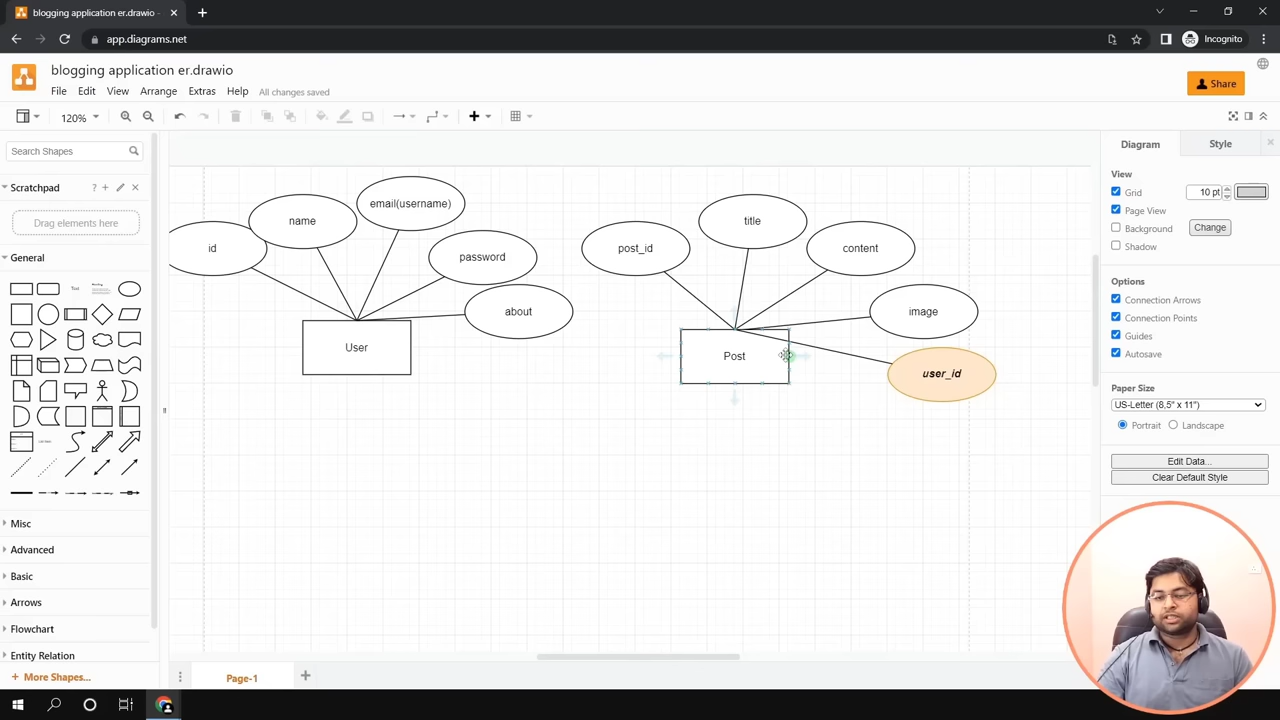 blogging application er.drawio -
app.diagrams.net
Incognito
blogging application er.drawio
File Edit View Arrange Extras Help All changes saved
Share
120%
Search Shapes
Scratchpad
?
Drag elements here
General
Text
Misc
Advanced
Basic
Arrows
Flowchart
Entity Relation
+ More Shapes...
id
name
email(username)
password
about
User
post_id
title
content
image
user_id
Post
Page-1
Diagram Style
View
Grid 10 pt
Page View
Background Change
Shadow
Options
Connection Arrows
Connection Points
Guides
Autosave
Paper Size
US-Letter (8,5" x 11")
Portrait Landscape
Edit Data...
Clear Default Style